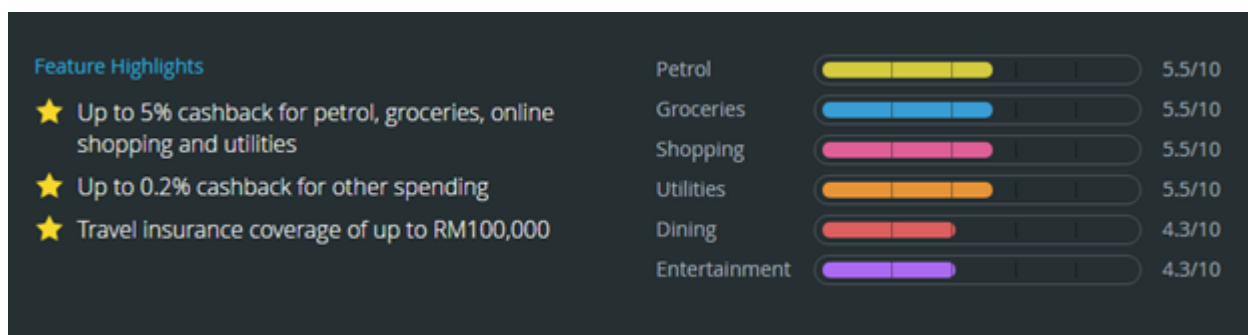 Feature Highlights
Up to 5% cashback for petrol, groceries, online
shopping and utilities
Up to 0.2% cashback for other spending
Travel insurance coverage of up to RM100,000
Petrol 5.5/10
Groceries 5.5/10
Shopping 5.5/10
Utilities 5.5/10
Dining 4.3/10
Entertainment 4.3/10